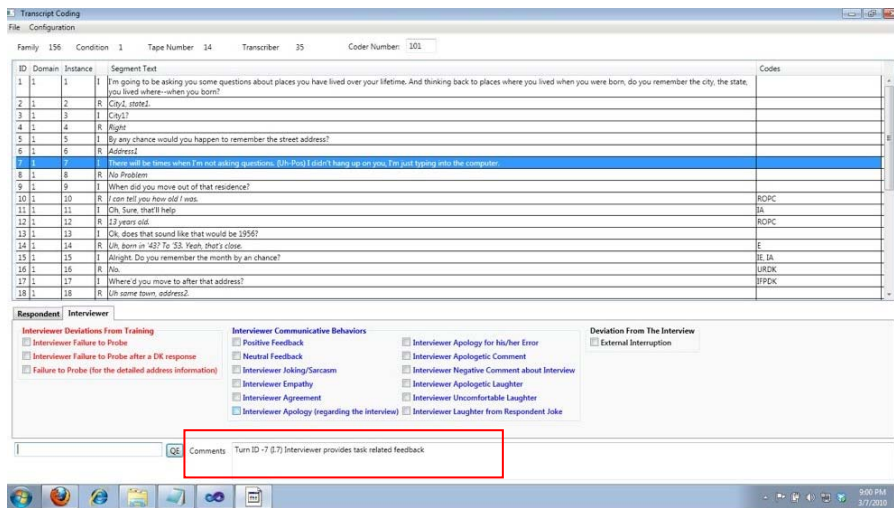 Transcript Coding
File Configuration
Family 156 Condition 1 Tape Number 14 Transcriber 35 Coder Number: 101
ID Domain Instance Segment Text Codes
1 1 1 I I'm going to be asking you some questions about places you have lived over your lifetime. And thinking back to places where you lived when you were born, do you remember the city, the state,
you lived where--when you born?
2 1 2 R City1, state1.
3 1 3 I City1?
4 1 4 R Right
5 1 5 I By any chance would you happen to remember the street address?
6 1 6 R Address1
7 1 7 I There will be times when I'm not asking questions. (Uh-Pos) I didn't hang up on you, I'm just typing into the computer.
8 1 8 R No Problem
9 1 9 I When did you move out of that residence?
10 1 10 R I can tell you how old I was. ROPC
11 1 11 I Oh, Sure, that'll help IA
12 1 12 R 13 years old. ROPC
13 1 13 I Ok, does that sound like that would be 1956?
14 1 14 R Uh, born in '43? To '53. Yeah, that's close. E
15 1 15 I Alright. Do you remember the month by an chance? IE, IA
16 1 16 R No. URDK
17 1 17 I Where'd you move to after that address? IFPDK
18 1 18 R Uh same town, address2.
Respondent Interviewer
Interviewer Deviations From Training Interviewer Communicative Behaviors Deviation From The Interview
Interviewer Failure to Probe Positive Feedback Interviewer Apology for his/her Error External Interruption
Interviewer Failure to Probe after a DK response Neutral Feedback Interviewer Apologetic Comment
Failure to Probe (for the detailed address information) Interviewer Joking/Sarcasm Interviewer Negative Comment about Interview
Interviewer Empathy Interviewer Apologetic Laughter
Interviewer Agreement Interviewer Uncomfortable Laughter
Interviewer Apology (regarding the interview) Interviewer Laughter from Respondent Joke
QE Comments Turn ID -7 (I.7) Interviewer provides task related feedback
9:00 PM
3/7/2010